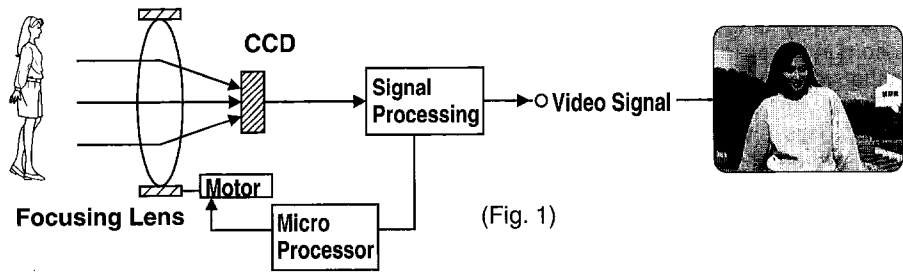 CCD
Signal
Processing
Video Signal
Motor
Focusing Lens
Micro
Processor
(Fig. 1)